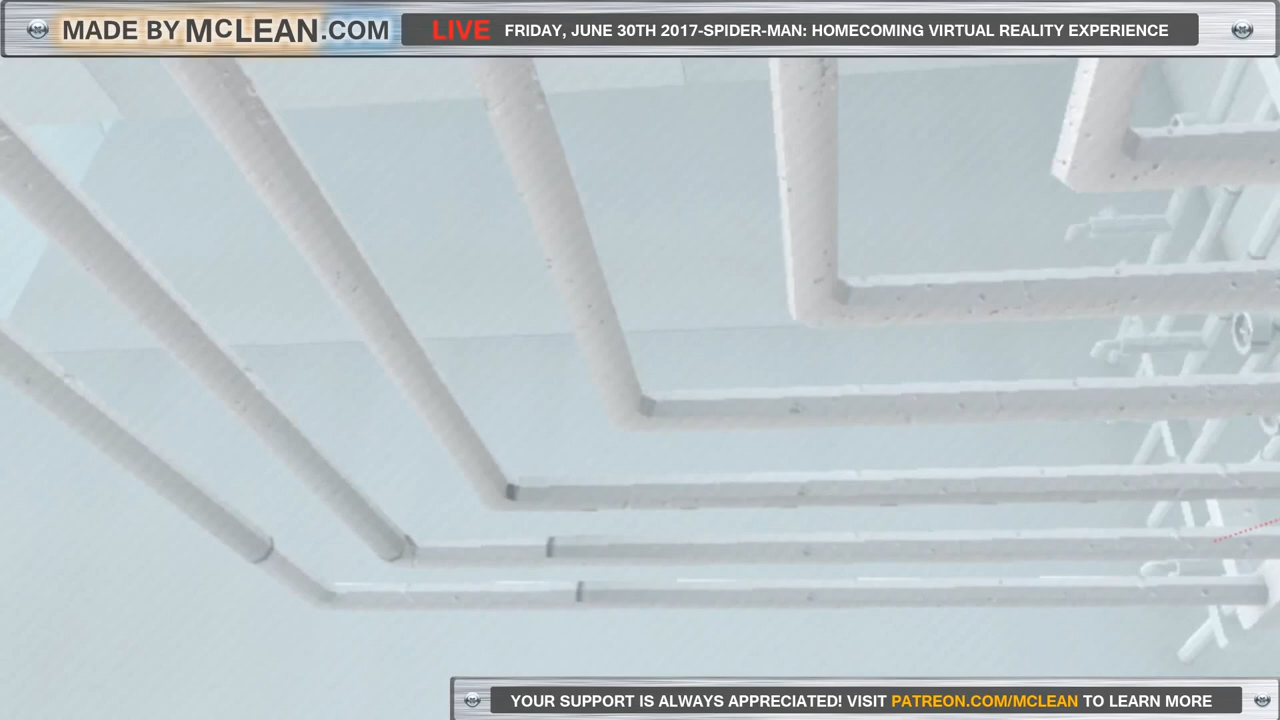 MADE BY MCLEAN.COM
LIVE FRIDAY, JUNE 30TH 2017-SPIDER-MAN: HOMECOMING VIRTUAL REALITY EXPERIENCE
YOUR SUPPORT IS ALWAYS APPRECIATED! VISIT PATREON.COM/MCLEAN TO LEARN MORE